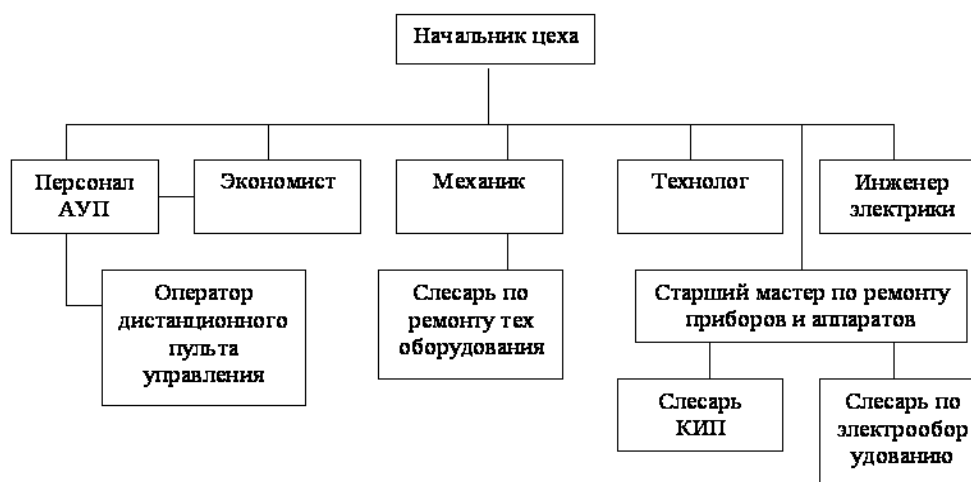 Начальник цеха
Персонал
АУП
Экономист
Механик
Технолог
Инженер
электрики
Оператор
дистанционного
пульта
управления
Слесарь по
ремонту тех
оборудования
Старший мастер по ремонту
приборов и аппаратов
Слесарь
КИП
Слесарь по
электрообор
удованию